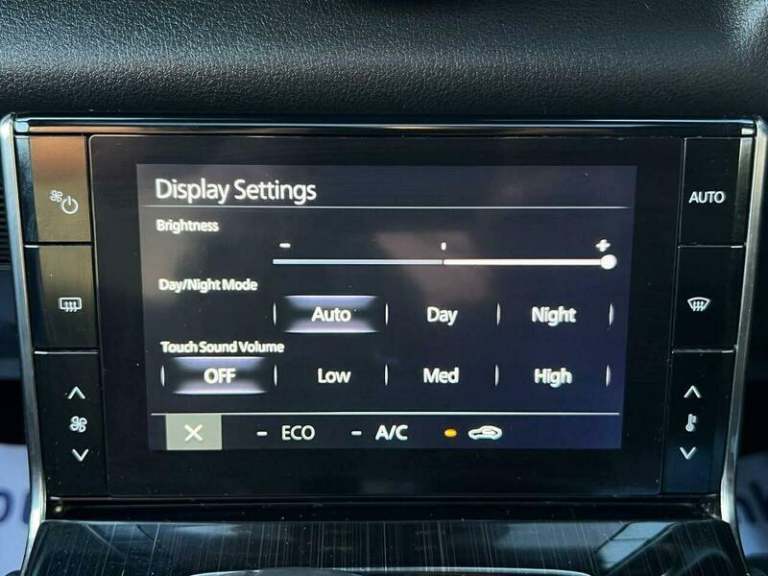 Display Settings
AUTO
Brightness
- +
Day/Night Mode
Auto Day Night
Touch Sound Volume
OFF Low Med High
ECO A/C